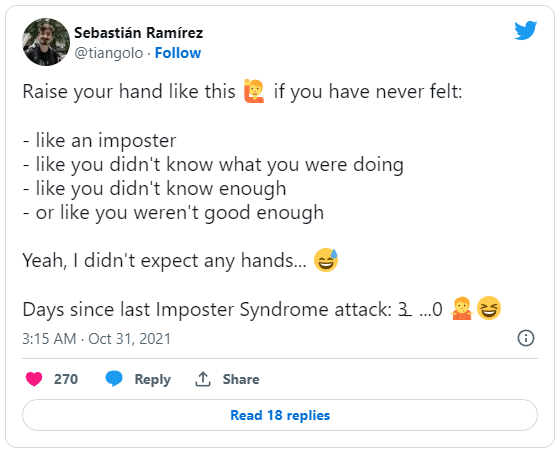 Sebastián Ramírez
@tiangolo · Follow
Raise your hand like this 🙋 if you have never felt:
- like an imposter
- like you didn't know what you were doing
- like you didn't know enough
- or like you weren't good enough
Yeah, I didn't expect any hands... 😅
Days since last Imposter Syndrome attack: 3̶ ...0 🤷😆
3:15 AM · Oct 31, 2021
270 Reply Share
Read 18 replies